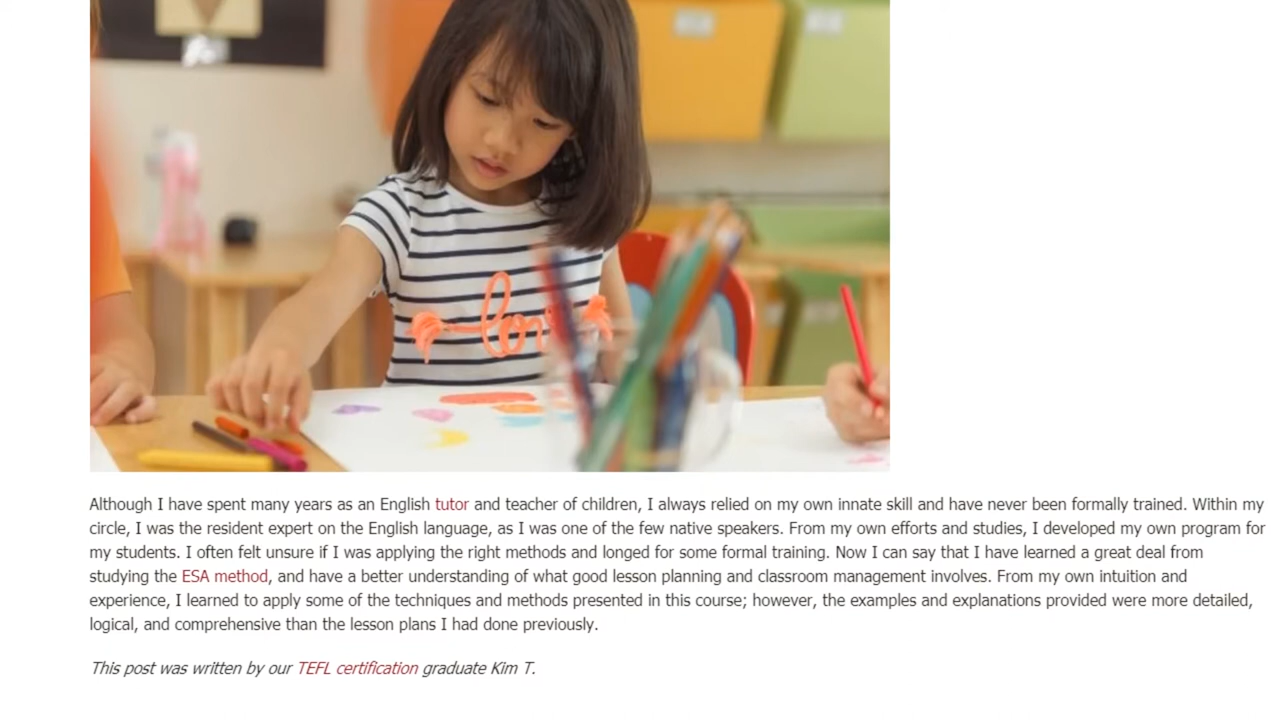 love
Although I have spent many years as an English tutor and teacher of children, I always relied on my own innate skill and have never been formally trained. Within my
circle, I was the resident expert on the English language, as I was one of the few native speakers. From my own efforts and studies, I developed my own program for
my students. I often felt unsure if I was applying the right methods and longed for some formal training. Now I can say that I have learned a great deal from
studying the ESA method, and have a better understanding of what good lesson planning and classroom management involves. From my own intuition and
experience, I learned to apply some of the techniques and methods presented in this course; however, the examples and explanations provided were more detailed,
logical, and comprehensive than the lesson plans I had done previously.
This post was written by our TEFL certification graduate Kim T.